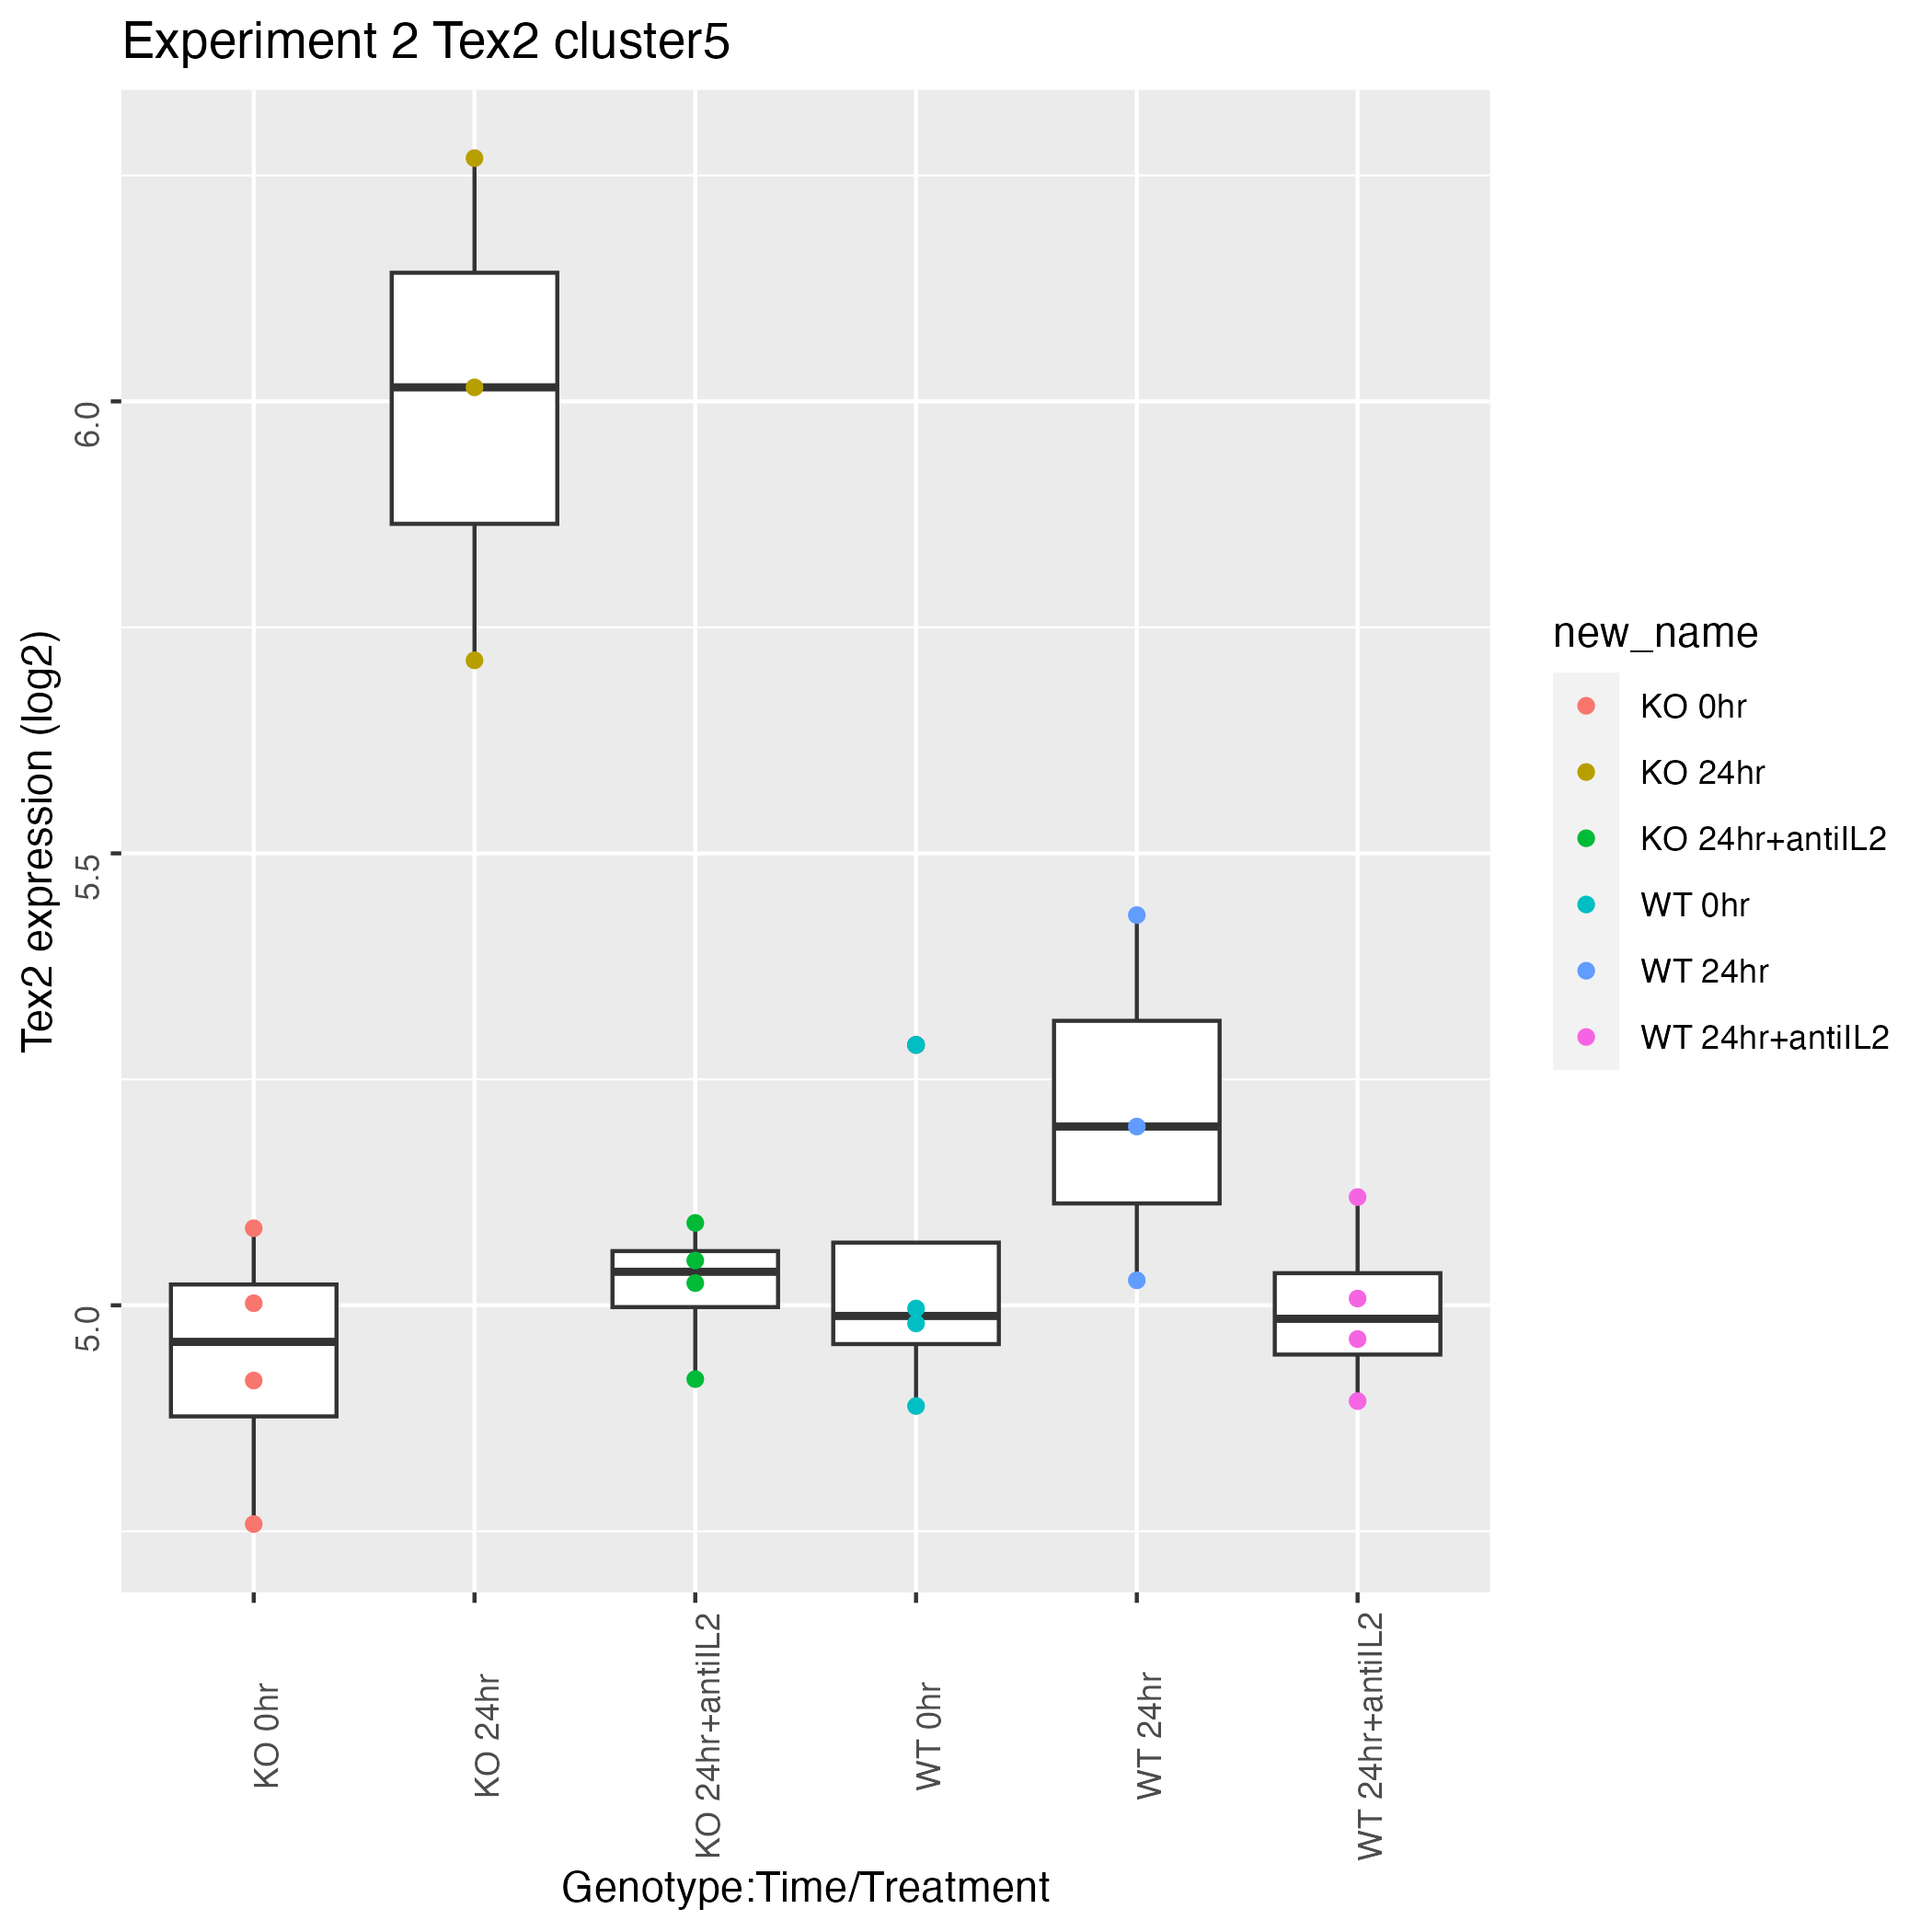 Experiment 2 Tex2 cluster5
Tex2 expression (log2)
6.0
5.5
5.0
KO 0hr
KO 24hr
KO 24hr+antiIL2
WT 0hr
WT 24hr
WT 24hr+antiIL2
Genotype:Time/Treatment
new_name
KO 0hr
KO 24hr
KO 24hr+antiIL2
WT 0hr
WT 24hr
WT 24hr+antiIL2